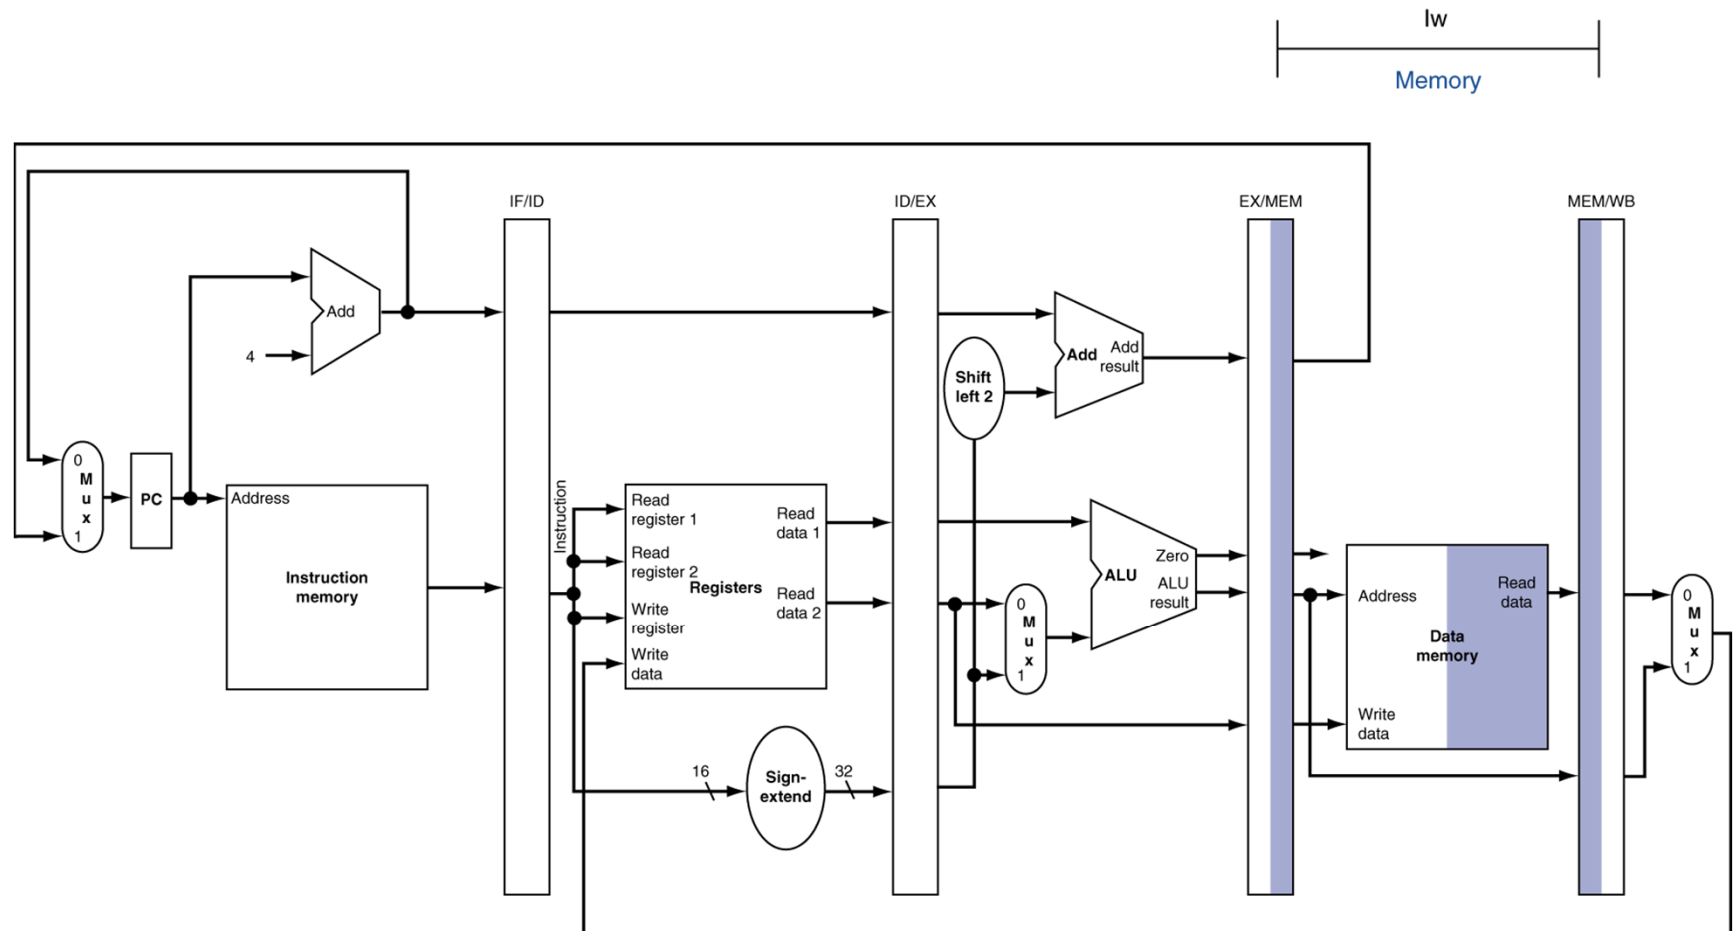 lw
Memory
IF/ID
ID/EX
EX/MEM
MEM/WB
Add
4
Add
Add
result
Shift
left 2
0
M
u
x
1
PC
Address
Instruction
memory
Instruction
Read
register 1
Read
register 2
Write
register
Write
data
Registers
Read
data 1
Read
data 2
16
Sign-
extend
32
0
M
u
x
1
Zero
ALU
ALU
result
Address
Read
data
Data
memory
Write
data
0
M
u
x
1